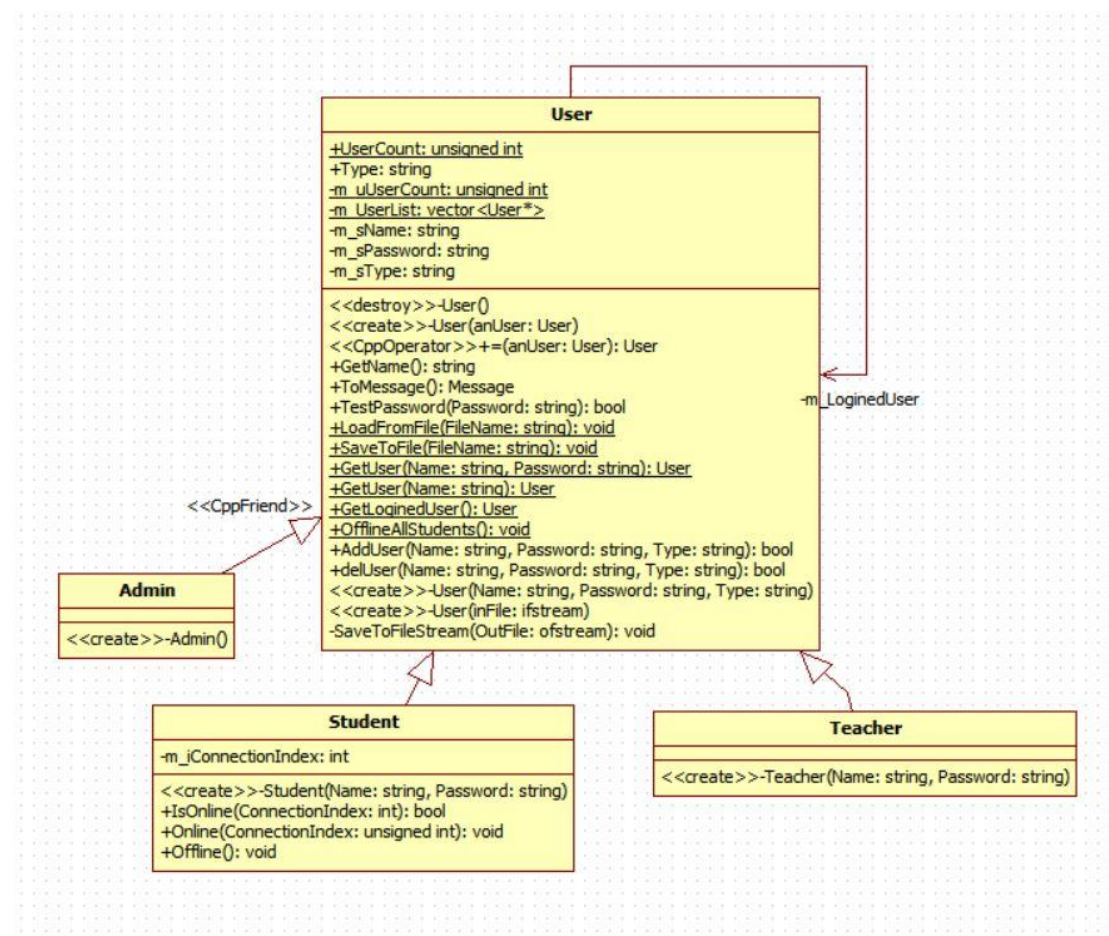 User
+UserCount: unsigned int
+Type: string
-m_uUserCount: unsigned int
-m_UserList: vector<User*>
-m_sName: string
-m_sPassword: string
-m_sType: string
<<destroy>>-User()
<<create>>-User(anUser: User)
<<CppOperator>>+=(anUser: User): User
+GetName(): string
+ToMessage(): Message
+TestPassword(Password: string): bool
+LoadFromFile(FileName: string): void
+SaveToFile(FileName: string): void
+GetUser(Name: string, Password: string): User
+GetUser(Name: string): User
+GetLoginedUser(): User
+OfflineAllStudents(): void
+AddUser(Name: string, Password: string, Type: string): bool
+delUser(Name: string, Password: string, Type: string): bool
<<create>>-User(Name: string, Password: string, Type: string)
<<create>>-User(inFile: ifstream)
-SaveToFileStream(OutFile: ofstream): void
-m_LoginedUser
<<CppFriend>>
Admin
<<create>>-Admin()
Student
-m_iConnectionIndex: int
<<create>>-Student(Name: string, Password: string)
+IsOnline(ConnectionIndex: int): bool
+Online(ConnectionIndex: unsigned int): void
+Offline(): void
Teacher
<<create>>-Teacher(Name: string, Password: string)